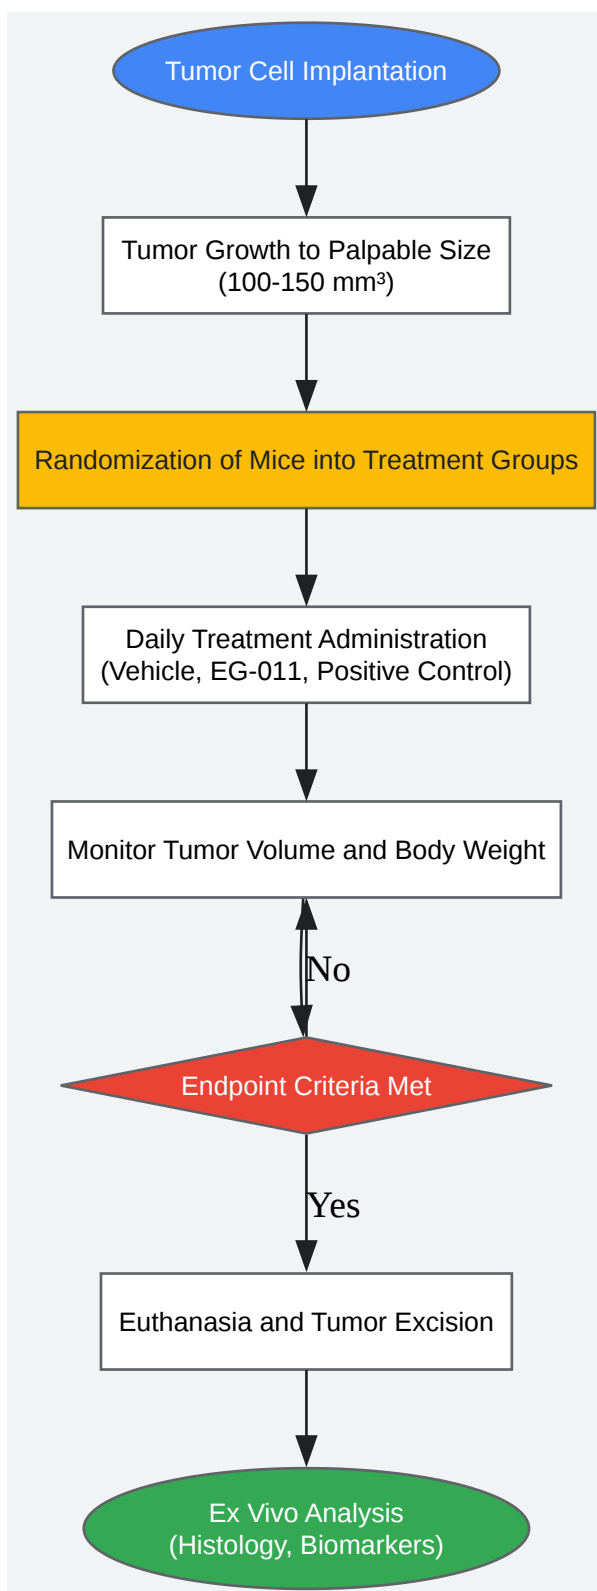 Tumor Cell Implantation
Tumor Growth to Palpable Size
(100-150 mm³)
Randomization of Mice into Treatment Groups
Daily Treatment Administration
(Vehicle, EG-011, Positive Control)
Monitor Tumor Volume and Body Weight
No
Endpoint Criteria Met
Yes
Euthanasia and Tumor Excision
Ex Vivo Analysis
(Histology, Biomarkers)